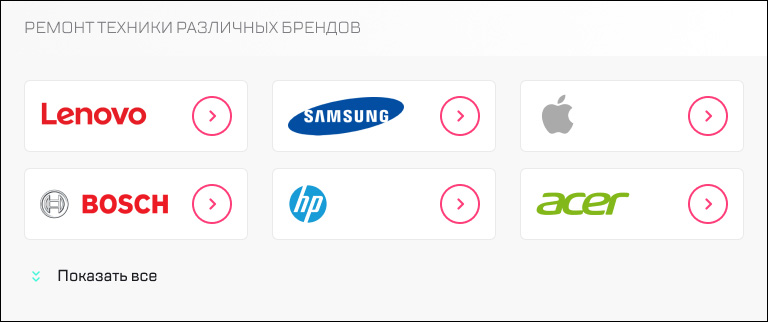 РЕМОНТ ТЕХНИКИ РАЗЛИЧНЫХ БРЕНДОВ
Lenovo SAMSUNG
BOSCH hp acer
Показать все